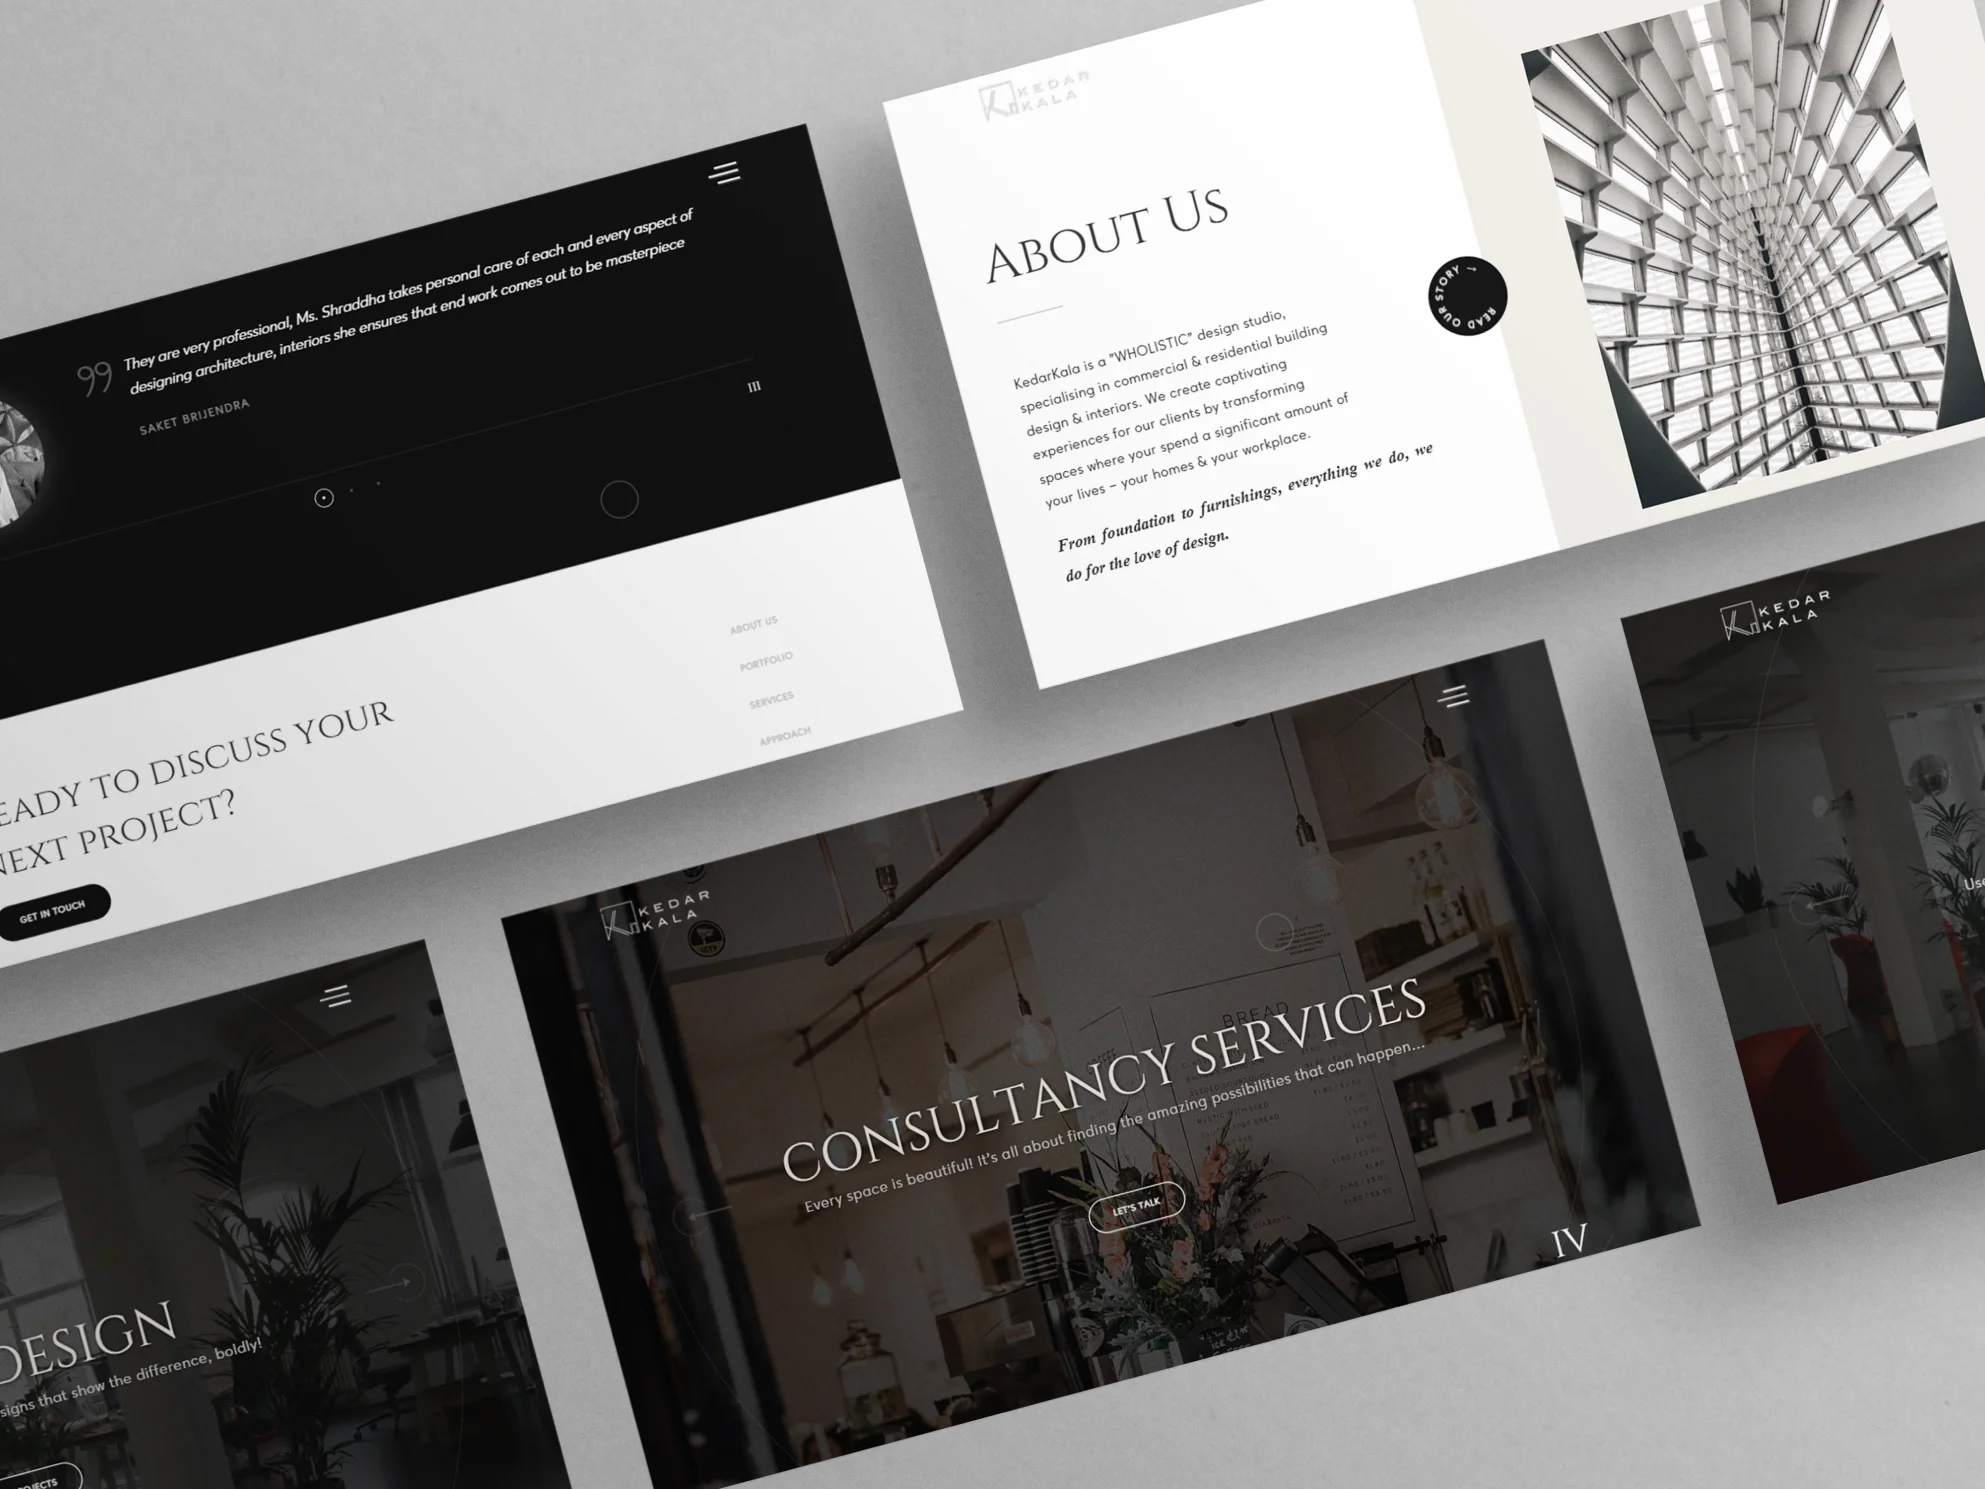 They are very professional, Ms. Shraddha takes personal care of each and every aspect of
designing architecture, interiors she ensures that end work comes out to be masterpiece
SAKET BRIJENDRA
III
ABOUT US
PORTFOLIO
SERVICES
APPROACH
EADY TO DISCUSS YOUR
NEXT PROJECT?
GET IN TOUCH
KEDAR
KALA
ABOUT US
KedarKala is a "WHOLISTIC" design studio,
specialising in commercial & residential building
design & interiors. We create captivating
experiences for our clients by transforming
spaces where your spend a significant amount of
your lives – your homes & your workplace.
From foundation to furnishings, everything we do, we
do for the love of design.
READ OUR STORY →
DESIGN
signs that show the difference, boldly!
OJECTS
KEDAR
KALA
BREAD
CONSULTANCY SERVICES
Every space is beautiful! It's all about finding the amazing possibilities that can happen...
LET'S TALK
IV
KEDAR
KALA
Use